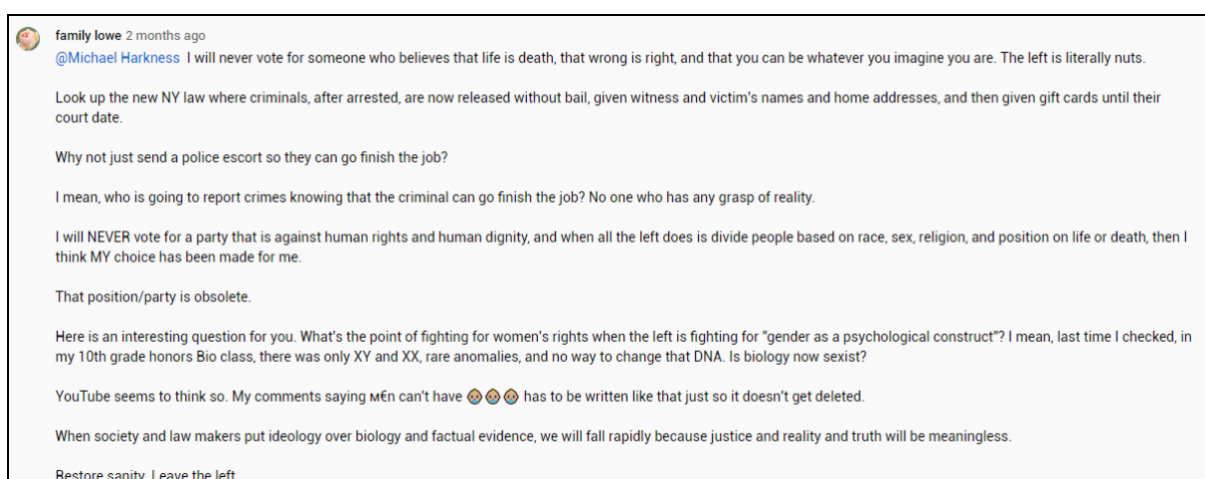 family lowe 2 months ago
@Michael Harkness I will never vote for someone who believes that life is death, that wrong is right, and that you can be whatever you imagine you are. The left is literally nuts.
Look up the new NY law where criminals, after arrested, are now released without bail, given witness and victim's names and home addresses, and then given gift cards until their
court date.
Why not just send a police escort so they can go finish the job?
I mean, who is going to report crimes knowing that the criminal can go finish the job? No one who has any grasp of reality.
I will NEVER vote for a party that is against human rights and human dignity, and when all the left does is divide people based on race, sex, religion, and position on life or death, then I
think MY choice has been made for me.
That position/party is obsolete.
Here is an interesting question for you. What's the point of fighting for women's rights when the left is fighting for "gender as a psychological construct"? I mean, last time I checked, in
my 10th grade honors Bio class, there was only XY and XX, rare anomalies, and no way to change that DNA. Is biology now sexist?
YouTube seems to think so. My comments saying м€n can't have 👶🏼👶🏼👶🏼 has to be written like that just so it doesn't get deleted.
When society and law makers put ideology over biology and factual evidence, we will fall rapidly because justice and reality and truth will be meaningless.
Restore sanity. Leave the left